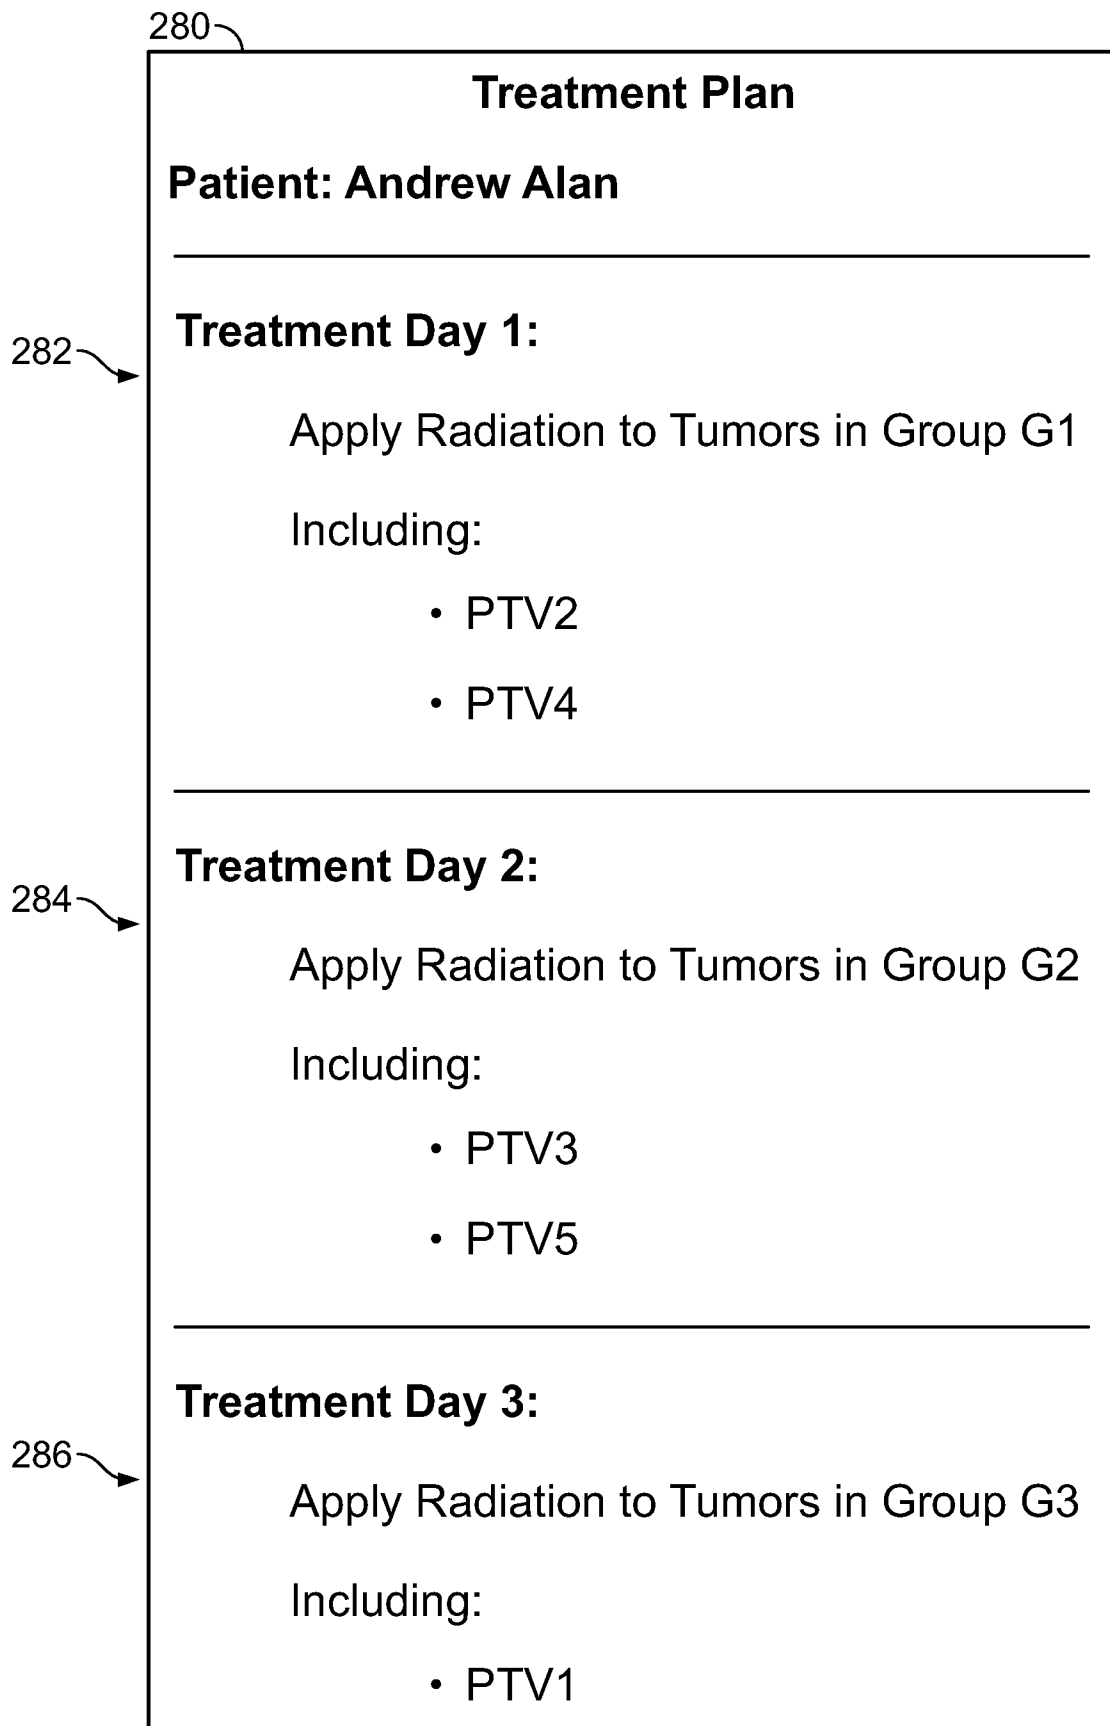 280
Treatment Plan
Patient: Andrew Alan
282
Treatment Day 1:
Apply Radiation to Tumors in Group G1
Including:
• PTV2
• PTV4
284
Treatment Day 2:
Apply Radiation to Tumors in Group G2
Including:
• PTV3
• PTV5
286
Treatment Day 3:
Apply Radiation to Tumors in Group G3
Including:
• PTV1